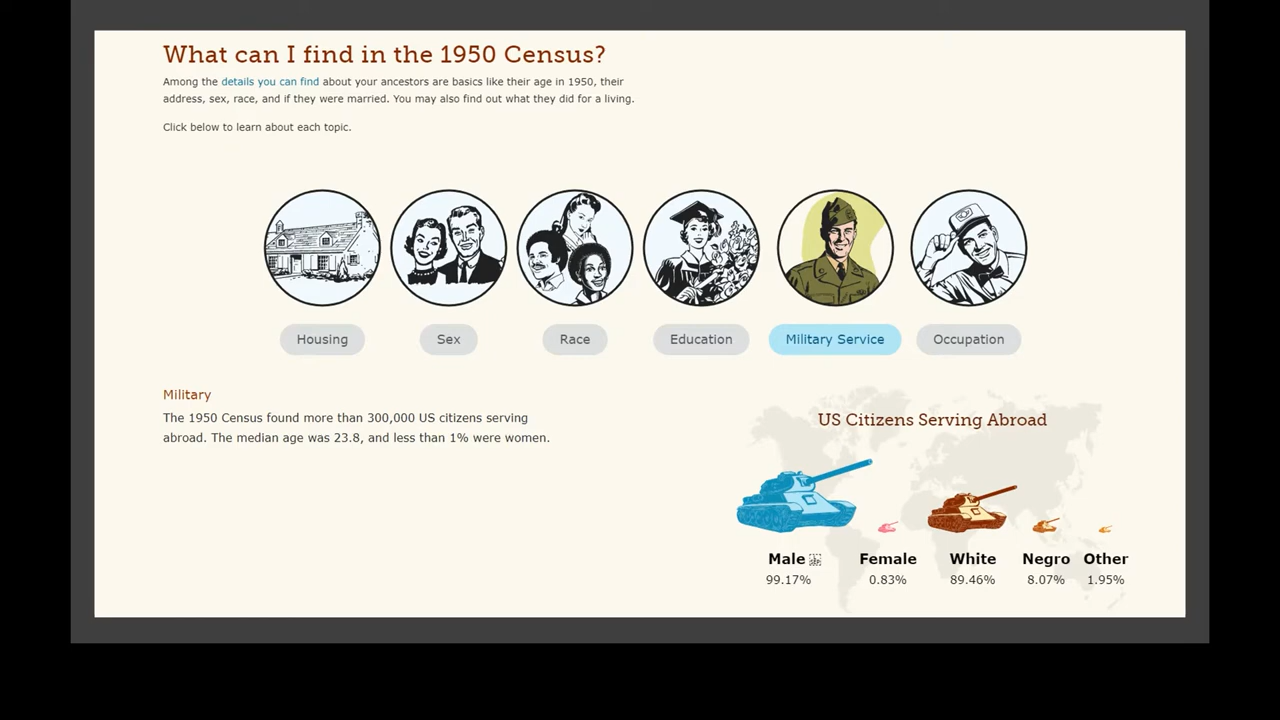 What can I find in the 1950 Census?
Among the details you can find about your ancestors are basics like their age in 1950, their
address, sex, race, and if they were married. You may also find out what they did for a living.
Click below to learn about each topic.
Housing
Sex
Race
Education
Military Service
Occupation
Military
The 1950 Census found more than 300,000 US citizens serving
abroad. The median age was 23.8, and less than 1% were women.
US Citizens Serving Abroad
Male Female White Negro Other
99.17% 0.83% 89.46% 8.07% 1.95%